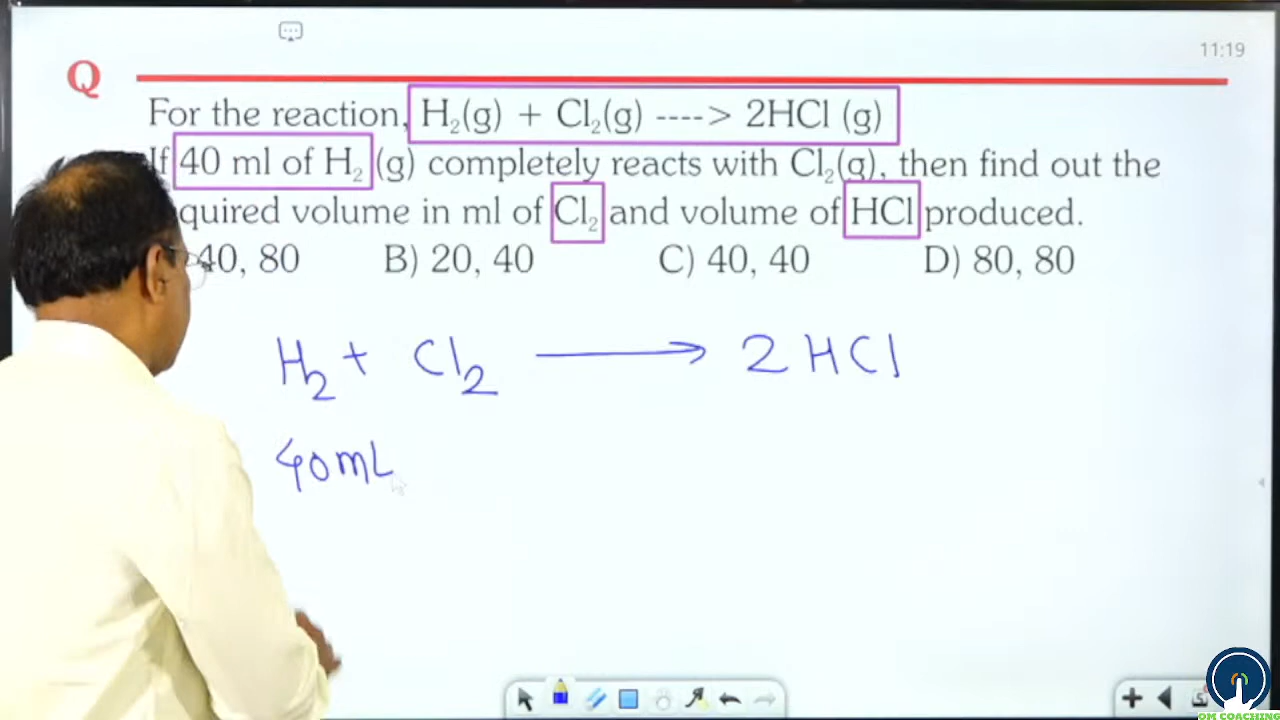 11:19
Q
For the reaction, H₂(g) + Cl₂(g) ----> 2HCl (g)
If 40 ml of H₂ (g) completely reacts with Cl₂(g), then find out the
quired volume in ml of Cl₂ and volume of HCl produced.
40, 80 B) 20, 40 C) 40, 40 D) 80, 80
H₂ + Cl₂ → 2HCl
40mL
OM COACHING